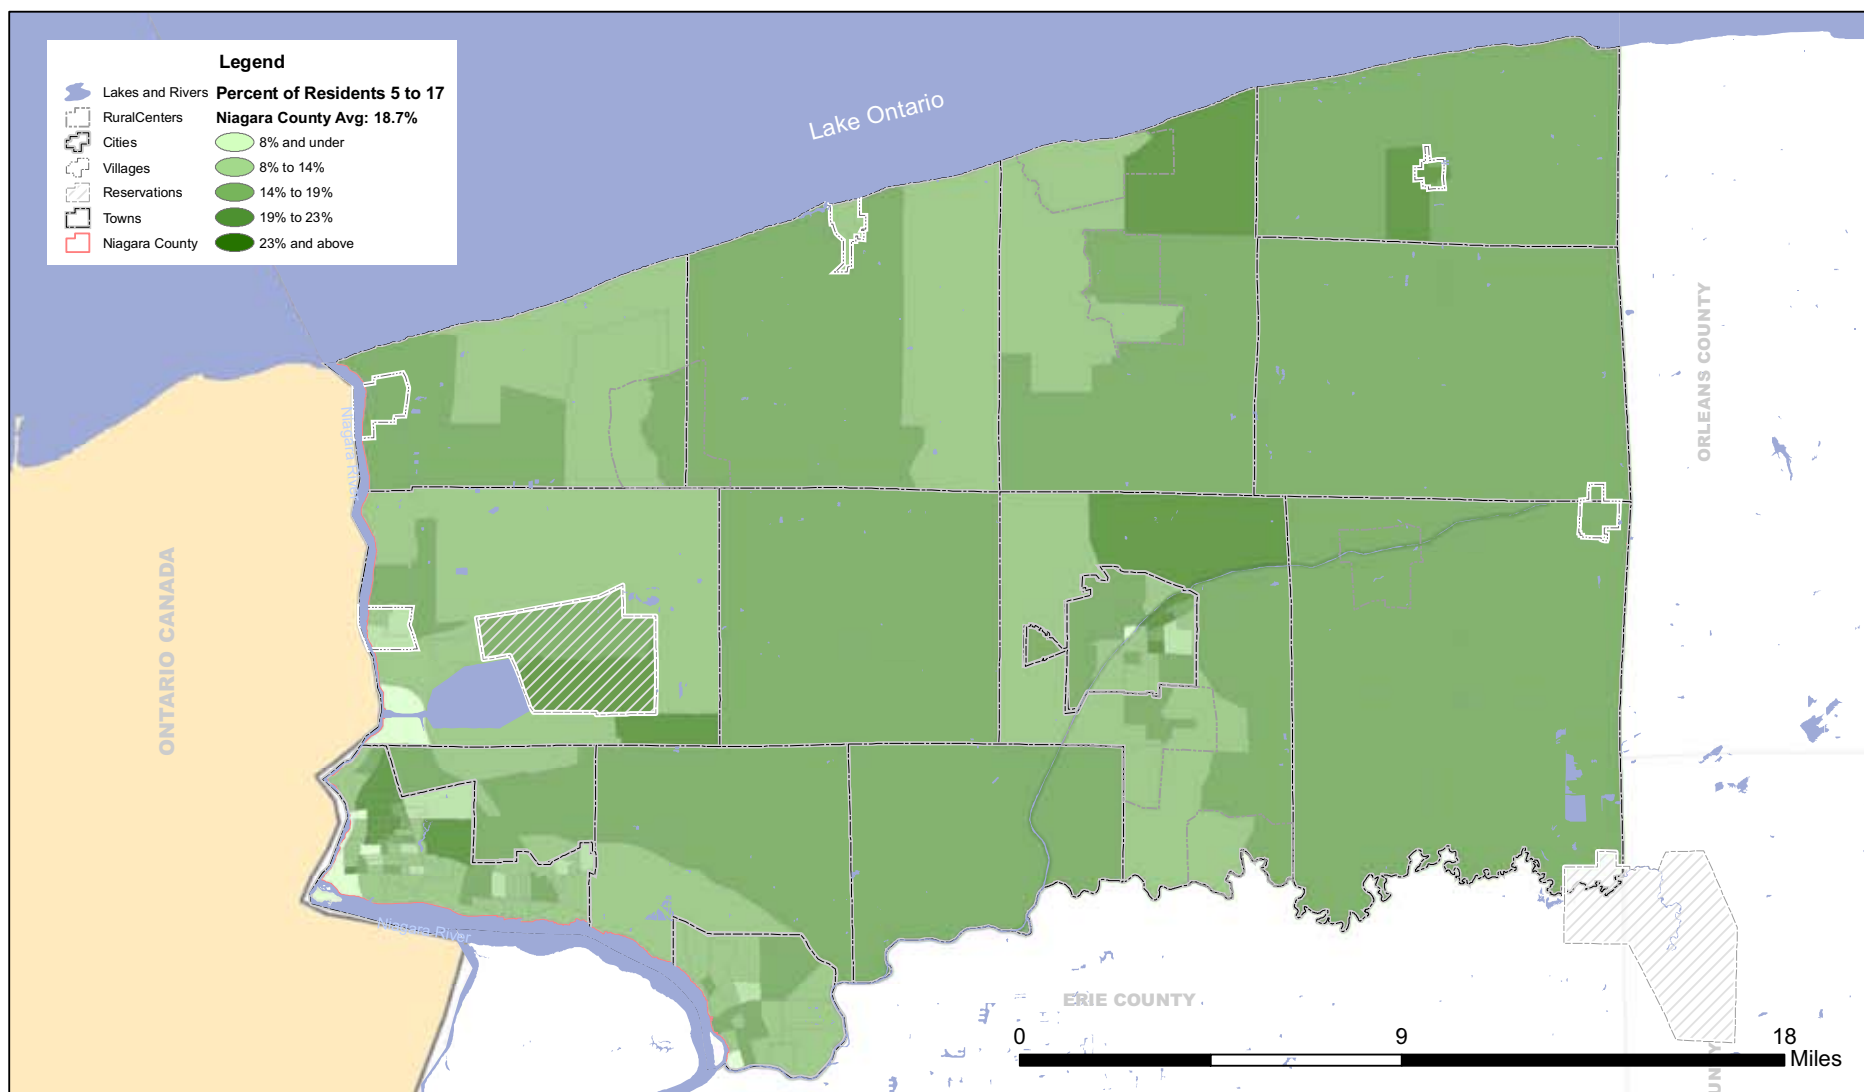 Legend
Lakes and Rivers
RuralCenters
Cities
Villages
Reservations
Towns
Niagara County
Percent of Residents 5 to 17
Niagara County Avg: 18.7%
8% and under
8% to 14%
14% to 19%
19% to 23%
23% and above
Lake Ontario
Niagara River
ONTARIO CANADA
ORLEANS COUNTY
Niagara River
ERIE COUNTY
0 9 18
Miles